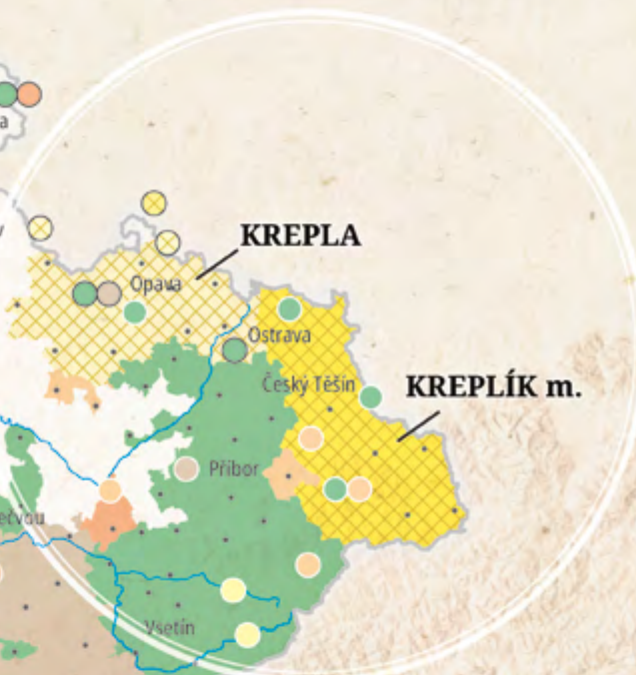 KREPLA
Opava
Ostrava
Český Těšín
KREPLÍK m.
Příbor
Vsetín